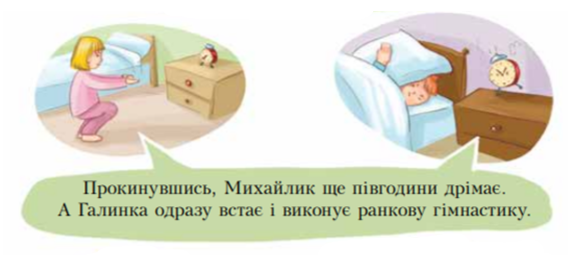 Прокинувшись, Михайлик ще півгодини дрімає.
А Галинка одразу встає і виконує ранкову гімнастику.